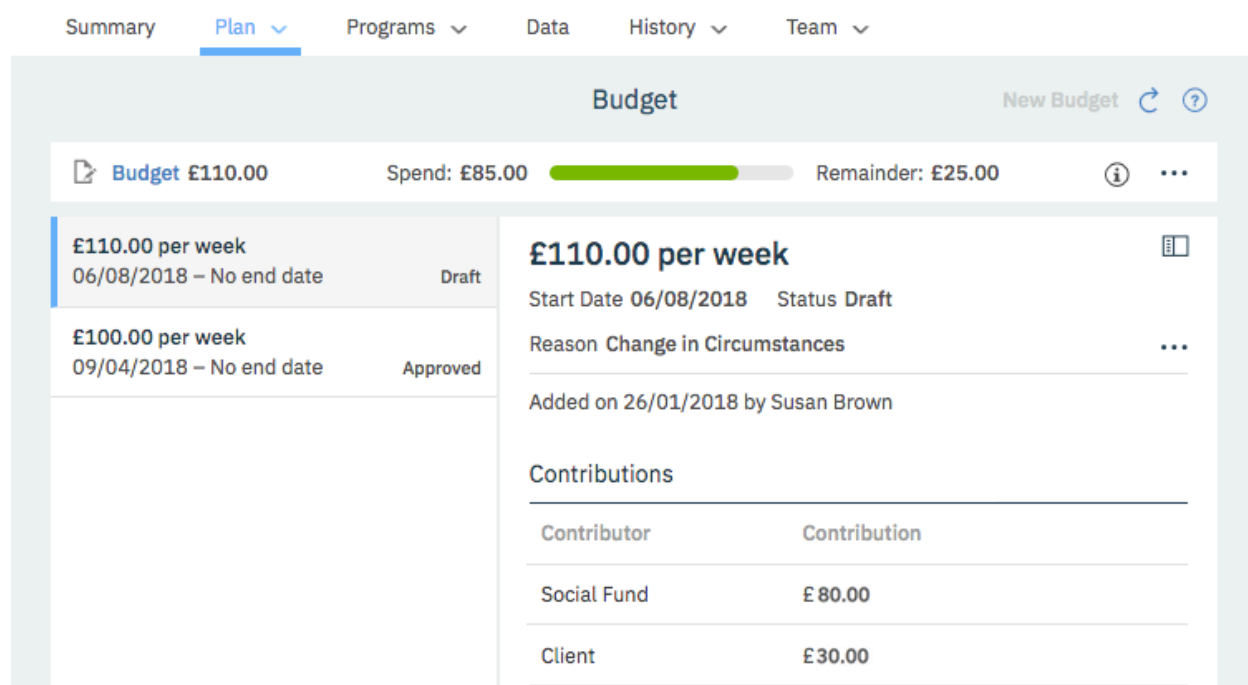 Summary Plan Programs Data History Team
Budget
New Budget
Budget £110.00 Spend: £85.00 Remainder: £25.00
£110.00 per week
06/08/2018 – No end date Draft
£100.00 per week
09/04/2018 – No end date Approved
£110.00 per week
Start Date 06/08/2018 Status Draft
Reason Change in Circumstances
Added on 26/01/2018 by Susan Brown
Contributions
Contributor Contribution
Social Fund £80.00
Client £30.00